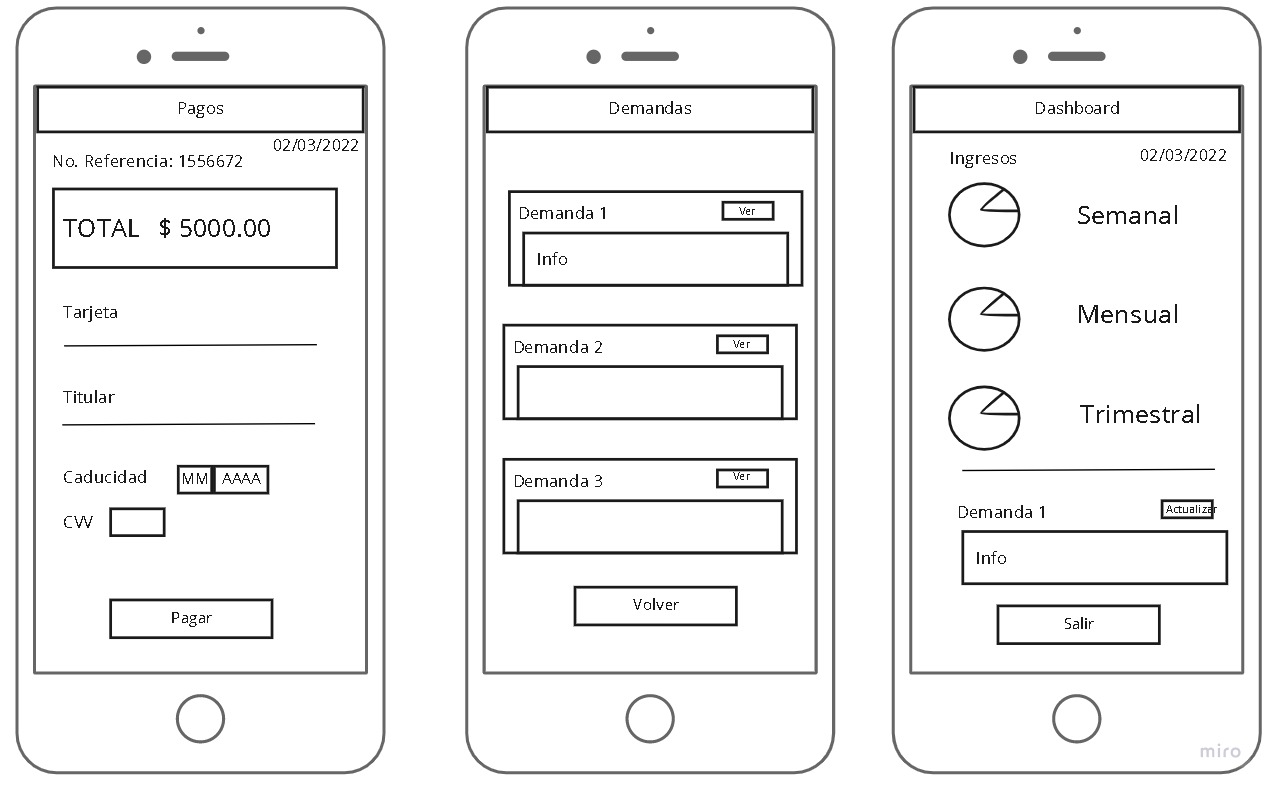 Pagos
02/03/2022
No. Referencia: 1556672
TOTAL $ 5000.00
Tarjeta
Titular
Caducidad MM AAAA
CVV
Pagar
Demandas
Demanda 1 Ver
Info
Demanda 2 Ver
Demanda 3 Ver
Volver
Dashboard
Ingresos 02/03/2022
Semanal
Mensual
Trimestral
Demanda 1 Actualizar
Info
Salir
miro